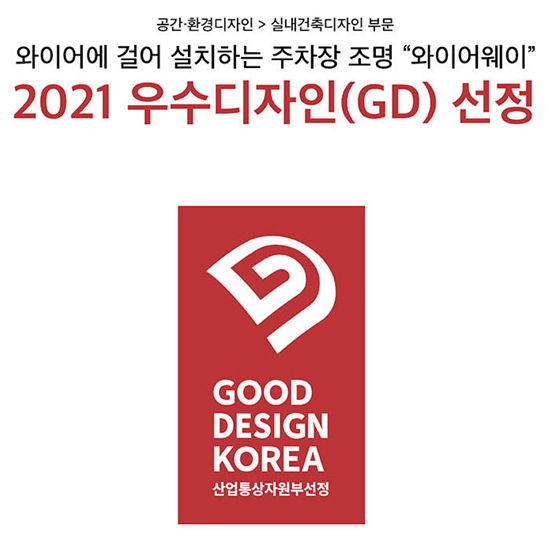 공간·환경디자인 > 실내건축디자인 부문
와이어에 걸어 설치하는 주차장 조명 “와이어웨이”
2021 우수디자인(GD) 선정
GOOD
DESIGN
KOREA
산업통상자원부선정